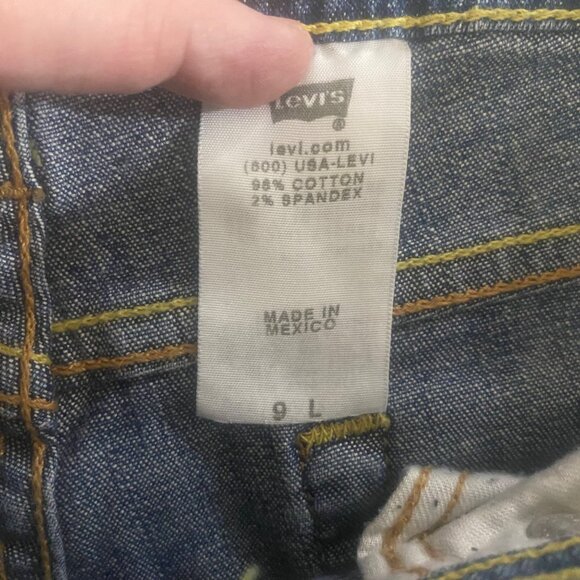 LEVI'S
®
levi.com
(800) USA-LEVI
98% COTTON
2% SPANDEX
MADE IN
MEXICO
9 L